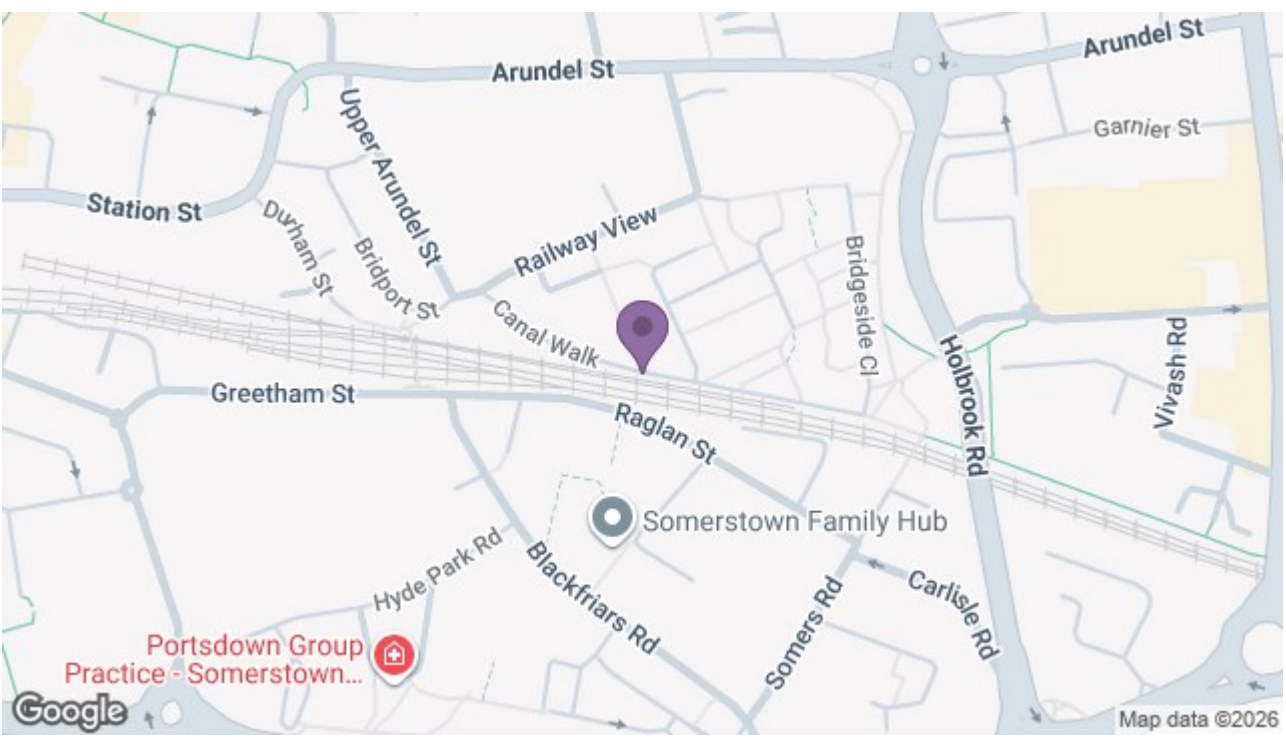 Arundel St
Arundel St
Garnier St
Upper Arundel St
Station St
Durham St
Bridport St
Railway View
Bridgeside Cl
Canal Walk
Holbrook Rd
Vivash Rd
Greetham St
Raglan St
Somerstown Family Hub
Hyde Park Rd
Blackfriars Rd
Somers Rd
Carlisle Rd
Portsdown Group
Practice - Somerstown...
Google
Map data ©2026